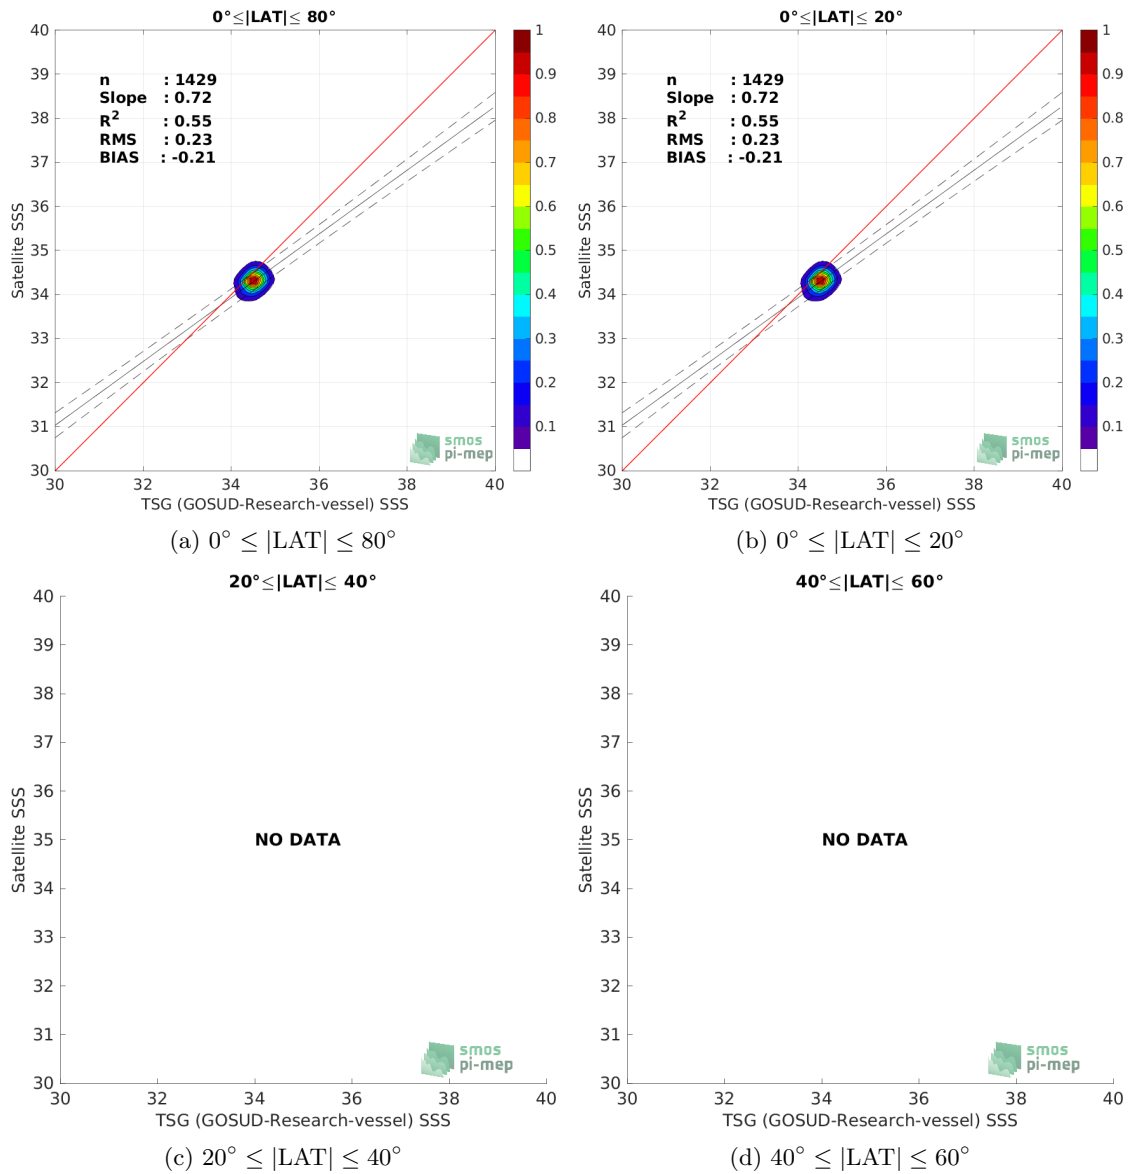 0°≤|LAT|≤ 80°
40
39
38
37
36
35
34
33
32
31
30
30 32 34 36 38 40
n : 1429
Slope : 0.72
R2 : 0.55
RMS : 0.23
BIAS : -0.21
1
0.9
0.8
0.7
0.6
0.5
0.4
0.3
0.2
0.1
Satellite SSS
TSG (GOSUD-Research-vessel) SSS
smos
pi-mep
(a) 0° ≤ |LAT| ≤ 80°
0°≤|LAT|≤ 20°
40
39
38
37
36
35
34
33
32
31
30
30 32 34 36 38 40
n : 1429
Slope : 0.72
R2 : 0.55
RMS : 0.23
BIAS : -0.21
1
0.9
0.8
0.7
0.6
0.5
0.4
0.3
0.2
0.1
Satellite SSS
TSG (GOSUD-Research-vessel) SSS
smos
pi-mep
(b) 0° ≤ |LAT| ≤ 20°
20°≤|LAT|≤ 40°
40
39
38
37
36
35
34
33
32
31
30
30 32 34 36 38 40
NO DATA
Satellite SSS
TSG (GOSUD-Research-vessel) SSS
smos
pi-mep
(c) 20° ≤ |LAT| ≤ 40°
40°≤|LAT|≤ 60°
40
39
38
37
36
35
34
33
32
31
30
30 32 34 36 38 40
NO DATA
Satellite SSS
TSG (GOSUD-Research-vessel) SSS
smos
pi-mep
(d) 40° ≤ |LAT| ≤ 60°